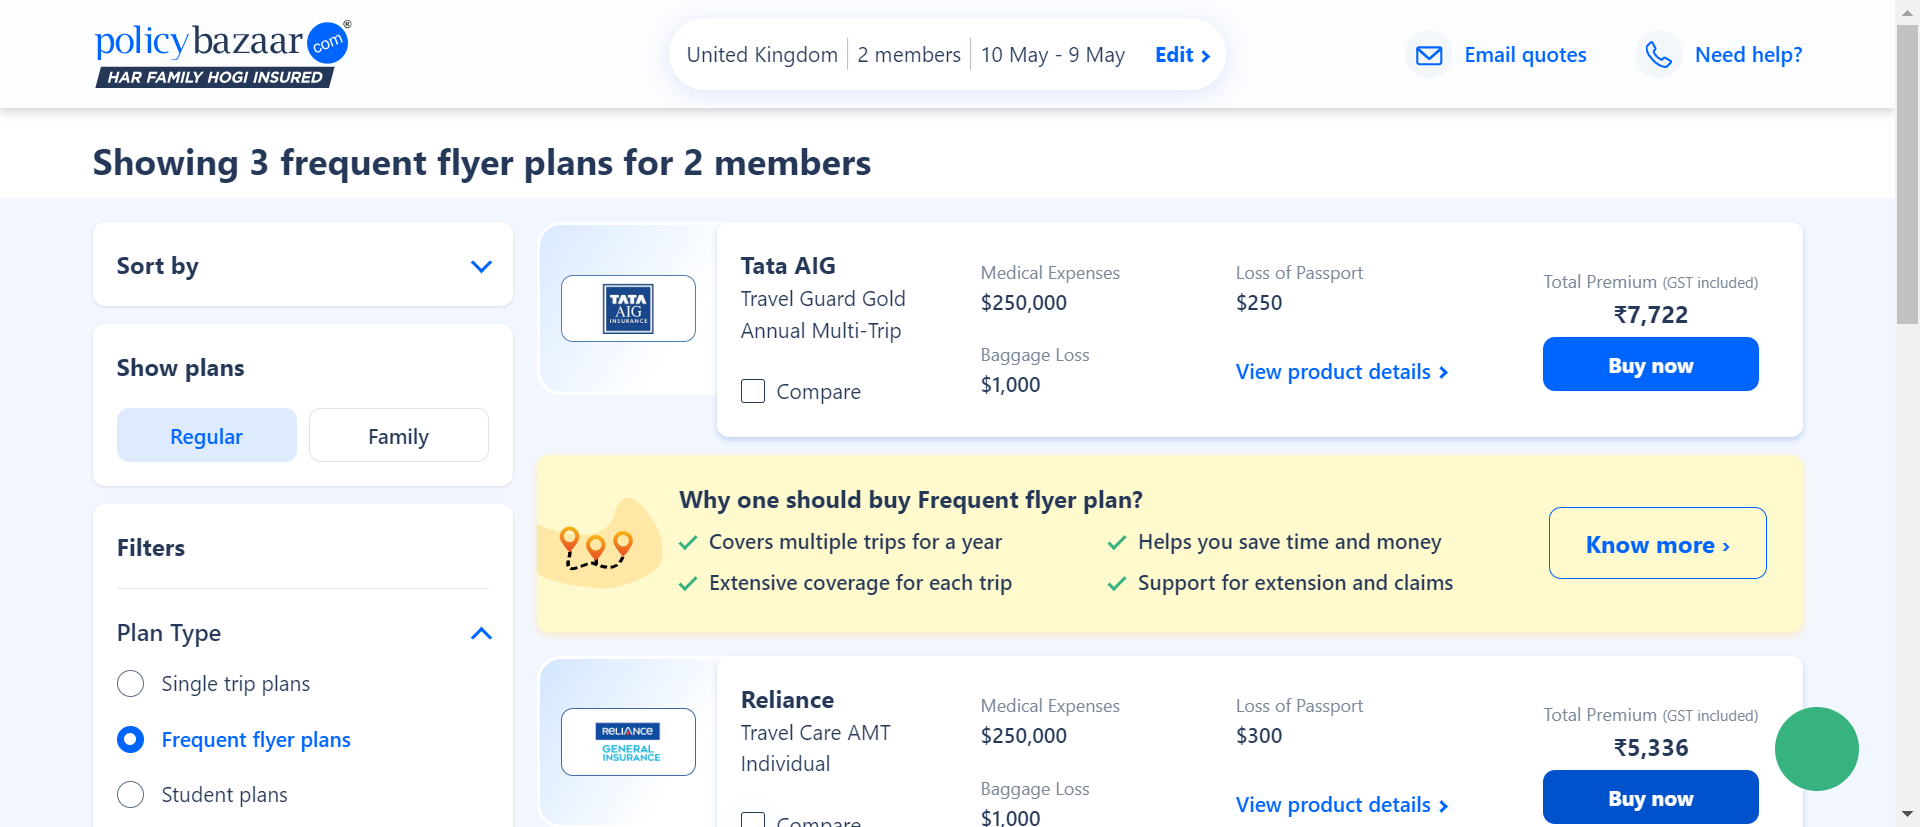 policybazaar.com®
HAR FAMILY HOGI INSURED
United Kingdom | 2 members | 10 May - 9 May Edit ›
Email quotes
Need help?
Showing 3 frequent flyer plans for 2 members
Sort by
Show plans
Regular
Family
Filters
Plan Type
Single trip plans
Frequent flyer plans
Student plans
TATA
AIG
INSURANCE
Tata AIG
Travel Guard Gold
Annual Multi-Trip
Compare
Medical Expenses
$250,000
Baggage Loss
$1,000
Loss of Passport
$250
View product details ›
Total Premium (GST included)
₹7,722
Buy now
Why one should buy Frequent flyer plan?
Covers multiple trips for a year
Helps you save time and money
Extensive coverage for each trip
Support for extension and claims
Know more ›
RELIANCE
GENERAL
INSURANCE
Reliance
Travel Care AMT
Individual
Compare
Medical Expenses
$250,000
Baggage Loss
$1,000
Loss of Passport
$300
View product details ›
Total Premium (GST included)
₹5,336
Buy now